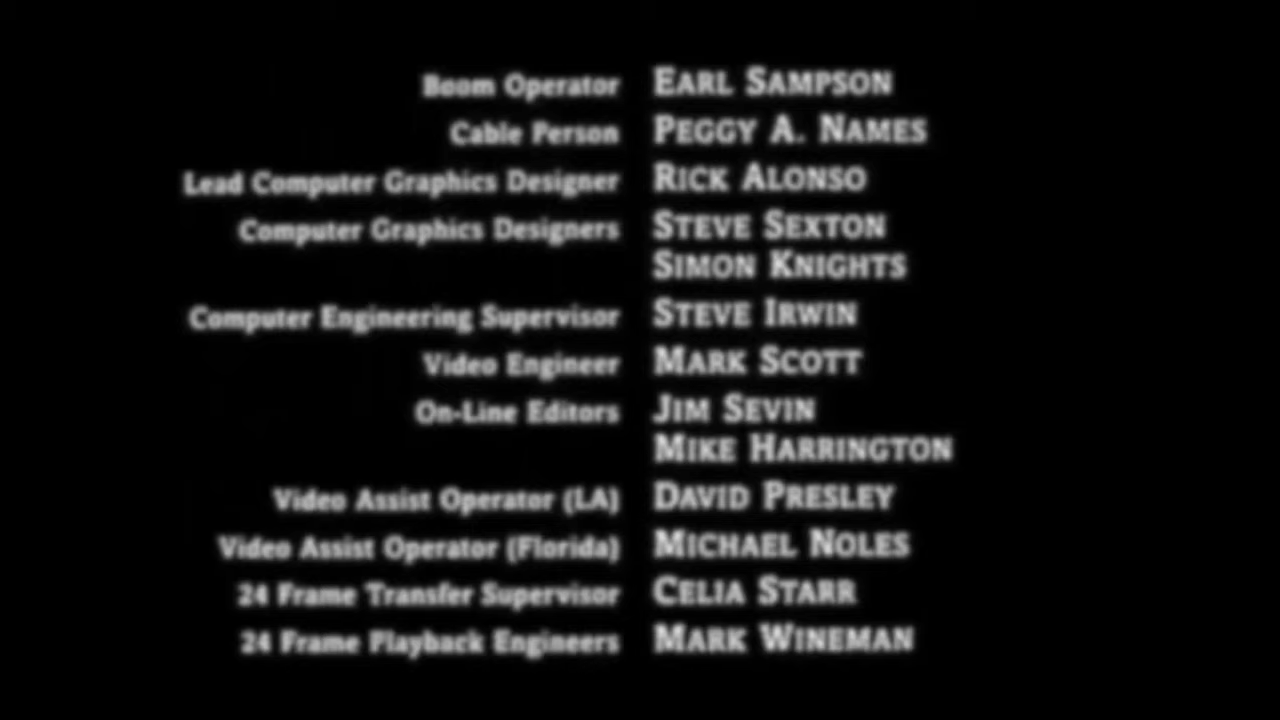 Boom Operator EARL SAMPSON
Cable Person PEGGY A. NAMES
Lead Computer Graphics Designer RICK ALONSO
Computer Graphics Designers STEVE SEXTON
SIMON KNIGHTS
Computer Engineering Supervisor STEVE IRWIN
Video Engineer MARK SCOTT
On-Line Editors JIM SEVIN
MIKE HARRINGTON
Video Assist Operator (LA) DAVID PRESLEY
Video Assist Operator (Florida) MICHAEL NOLES
24 Frame Transfer Supervisor CELIA STARR
24 Frame Playback Engineers MARK WINEMAN